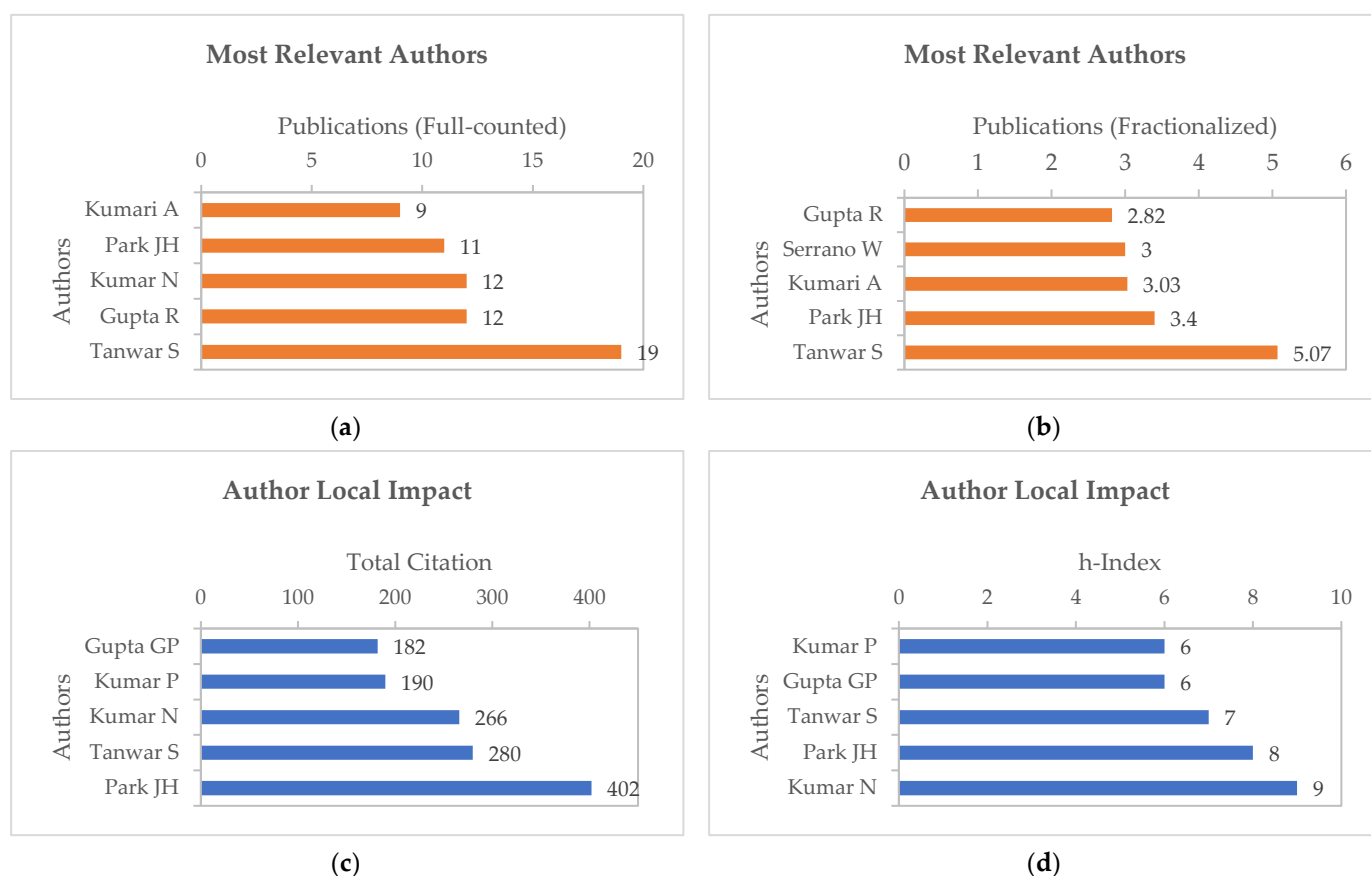 Most Relevant Authors
Publications (Full-counted)
0 5 10 15 20
Authors
Kumari A 9
Park JH 11
Kumar N 12
Gupta R 12
Tanwar S 19
(a)
Most Relevant Authors
Publications (Fractionalized)
0 1 2 3 4 5 6
Authors
Gupta R 2.82
Serrano W 3
Kumari A 3.03
Park JH 3.4
Tanwar S 5.07
(b)
Author Local Impact
Total Citation
0 100 200 300 400
Authors
Gupta GP 182
Kumar P 190
Kumar N 266
Tanwar S 280
Park JH 402
(c)
Author Local Impact
h-Index
0 2 4 6 8 10
Authors
Kumar P 6
Gupta GP 6
Tanwar S 7
Park JH 8
Kumar N 9
(d)